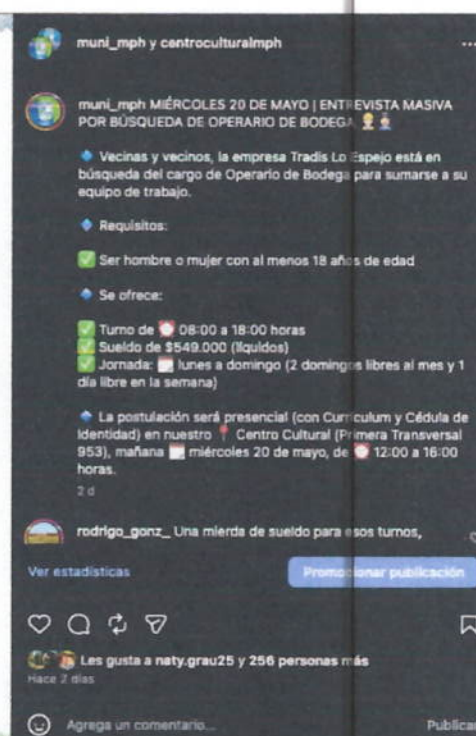 muni_mph y centroculturalmph
muni_mph MIÉRCOLES 20 DE MAYO | ENTREVISTA MASIVA
POR BÚSQUEDA DE OPERARIO DE BODEGA
🔹 Vecinas y vecinos, la empresa Tradis Lo Espejo está en
búsqueda del cargo de Operario de Bodega para sumarse a su
equipo de trabajo.
🔹 Requisitos:
✅ Ser hombre o mujer con al menos 18 años de edad
🔹 Se ofrece:
✅ Turno de ⏰ 08:00 a 18:00 horas
✅ Sueldo de $549.000 (líquidos)
✅ Jornada: 🗓️ lunes a domingo (2 domingos libres al mes y 1
día libre en la semana)
🔹 La postulación será presencial (con Curriculum y Cédula de
Identidad) en nuestro 📍 Centro Cultural (Primera Transversal
953), mañana 🗓️ miércoles 20 de mayo, de ⏰ 12:00 a 16:00
horas.
2 d
rodrigo_gonz_ Una mierda de sueldo para esos turnos,
Ver estadísticas
Promocionar publicación
Les gusta a naty.grau25 y 256 personas más
Hace 2 días
Agrega un comentario...
Publicar